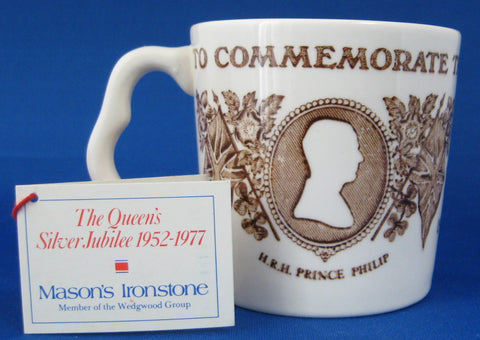 TO COMMEMORATE
H.R.H. PRINCE PHILIP
The Queen's
Silver Jubilee 1952-1977
Mason's Ironstone
Member of the Wedgwood Group